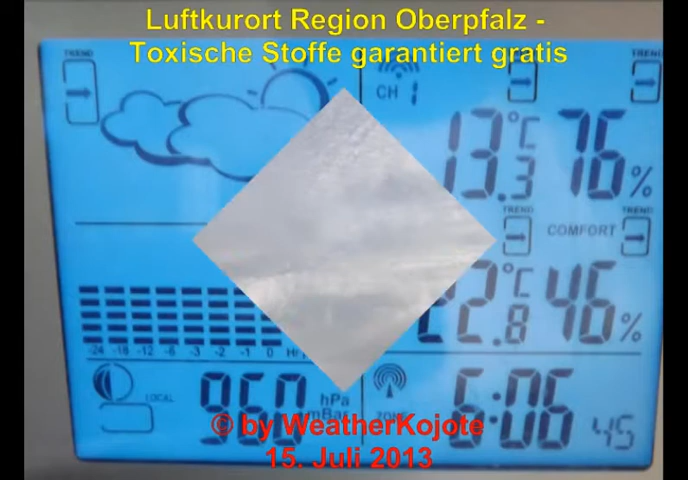 Luftkurort Region Oberpfalz -
Toxische Stoffe garantiert gratis
TREND
TREND
CH 1
13.3 °C 76 %
TREND
TREND
COMFORT
22.8 °C 46 %
-24 -18 -12 -6 -3 -2 -1 0 Hr
LOCAL
960 hPa
mBar
ZONE
6:06 45
© by WeatherKojote
15. Juli 2013